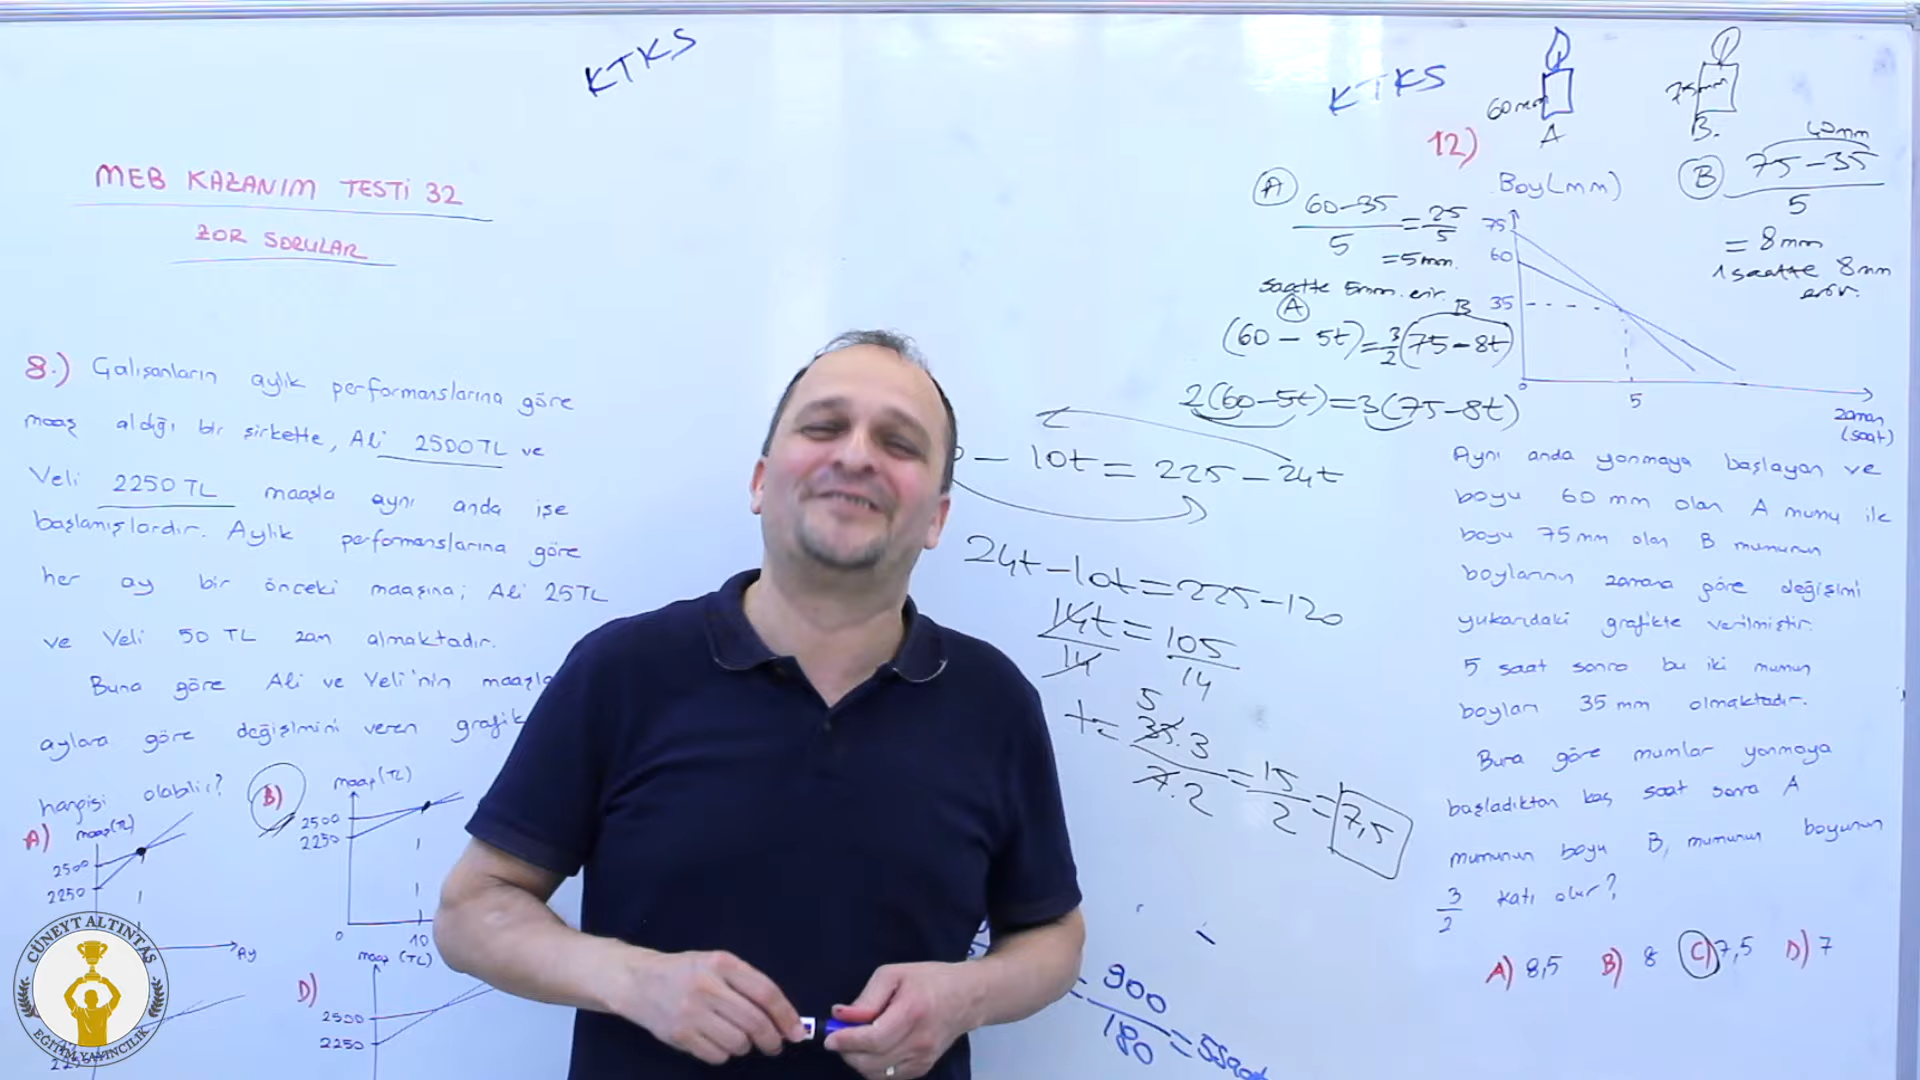 KTKS
KTKS
MEB KAZANIM TESTİ 32
ZOR SORULAR
8.) Çalışanların aylık performanslarına göre
maaş aldığı bir şirkette, Ali 2500 TL ve
Veli 2250 TL maaşla aynı anda işe
başlamışlardır. Aylık performanslarına göre
her ay bir önceki maaşına; Ali 25 TL
ve Veli 50 TL zam almaktadır.
Buna göre Ali ve Veli'nin
aylara göre değişimini veren
hangisi olabilir?
A)
maaş(TL)
2500
2250
Ay
B)
maaş(TL)
2500
2250
0
10
D)
maaş (TL)
2500
2250
CÜNEYT ALTINTAŞ
EĞİTİM YAYINCILIK
12)
60mm
A
75mm
B.
Boy(mm)
75
60
35
0
5
zaman
(saat)
A
60-35
5
= 25
5
= 5mm.
saatte 5mm. erir.
B
40mm
75-35
5
= 8mm
1 saatte 8mm
erir.
A
B
(60 - 5t) = 3/2 (75 - 8t)
2(60-5t) = 3(75-8t)
- 10t = 225 - 24t
24t-10t = 225-120
14t = 105
14
14
t = 35.3
5
7.2
= 15
2
= 7,5
900
180
Aynı anda yanmaya başlayan ve
boyu 60 mm olan A mumu ile
boyu 75 mm olan B mumunun
boylarının zamana göre değişimi
yukarıdaki grafikte verilmiştir.
5 saat sonra bu iki mumun
boyları 35 mm olmaktadır.
Buna göre mumlar yanmaya
başladıktan kaç saat sonra A
mumunun boyu B, mumunun boyunun
3/2 katı olur?
A) 8,5 B) 8 C) 7,5 D) 7